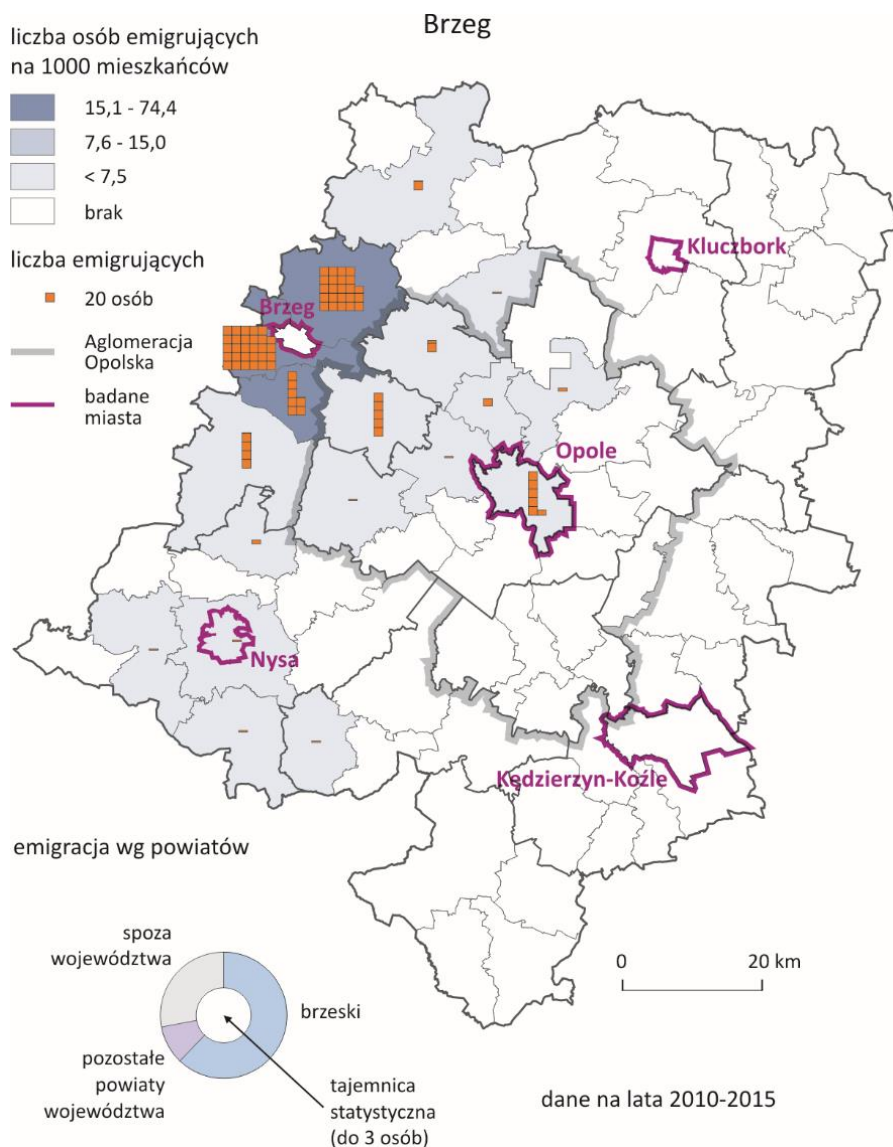 Brzeg
liczba osób emigrujących
na 1000 mieszkańców
15,1 - 74,4
7,6 - 15,0
< 7,5
brak
liczba emigrujących
20 osób
Aglomeracja
Opolska
badane
miasta
Kluczbork
Brzeg
Opole
Nysa
Kędzierzyn-Koźle
emigracja wg powiatów
spoza
województwa
brzeski
pozostałe
powiaty
województwa
tajemnica
statystyczna
(do 3 osób)
0 20 km
dane na lata 2010-2015